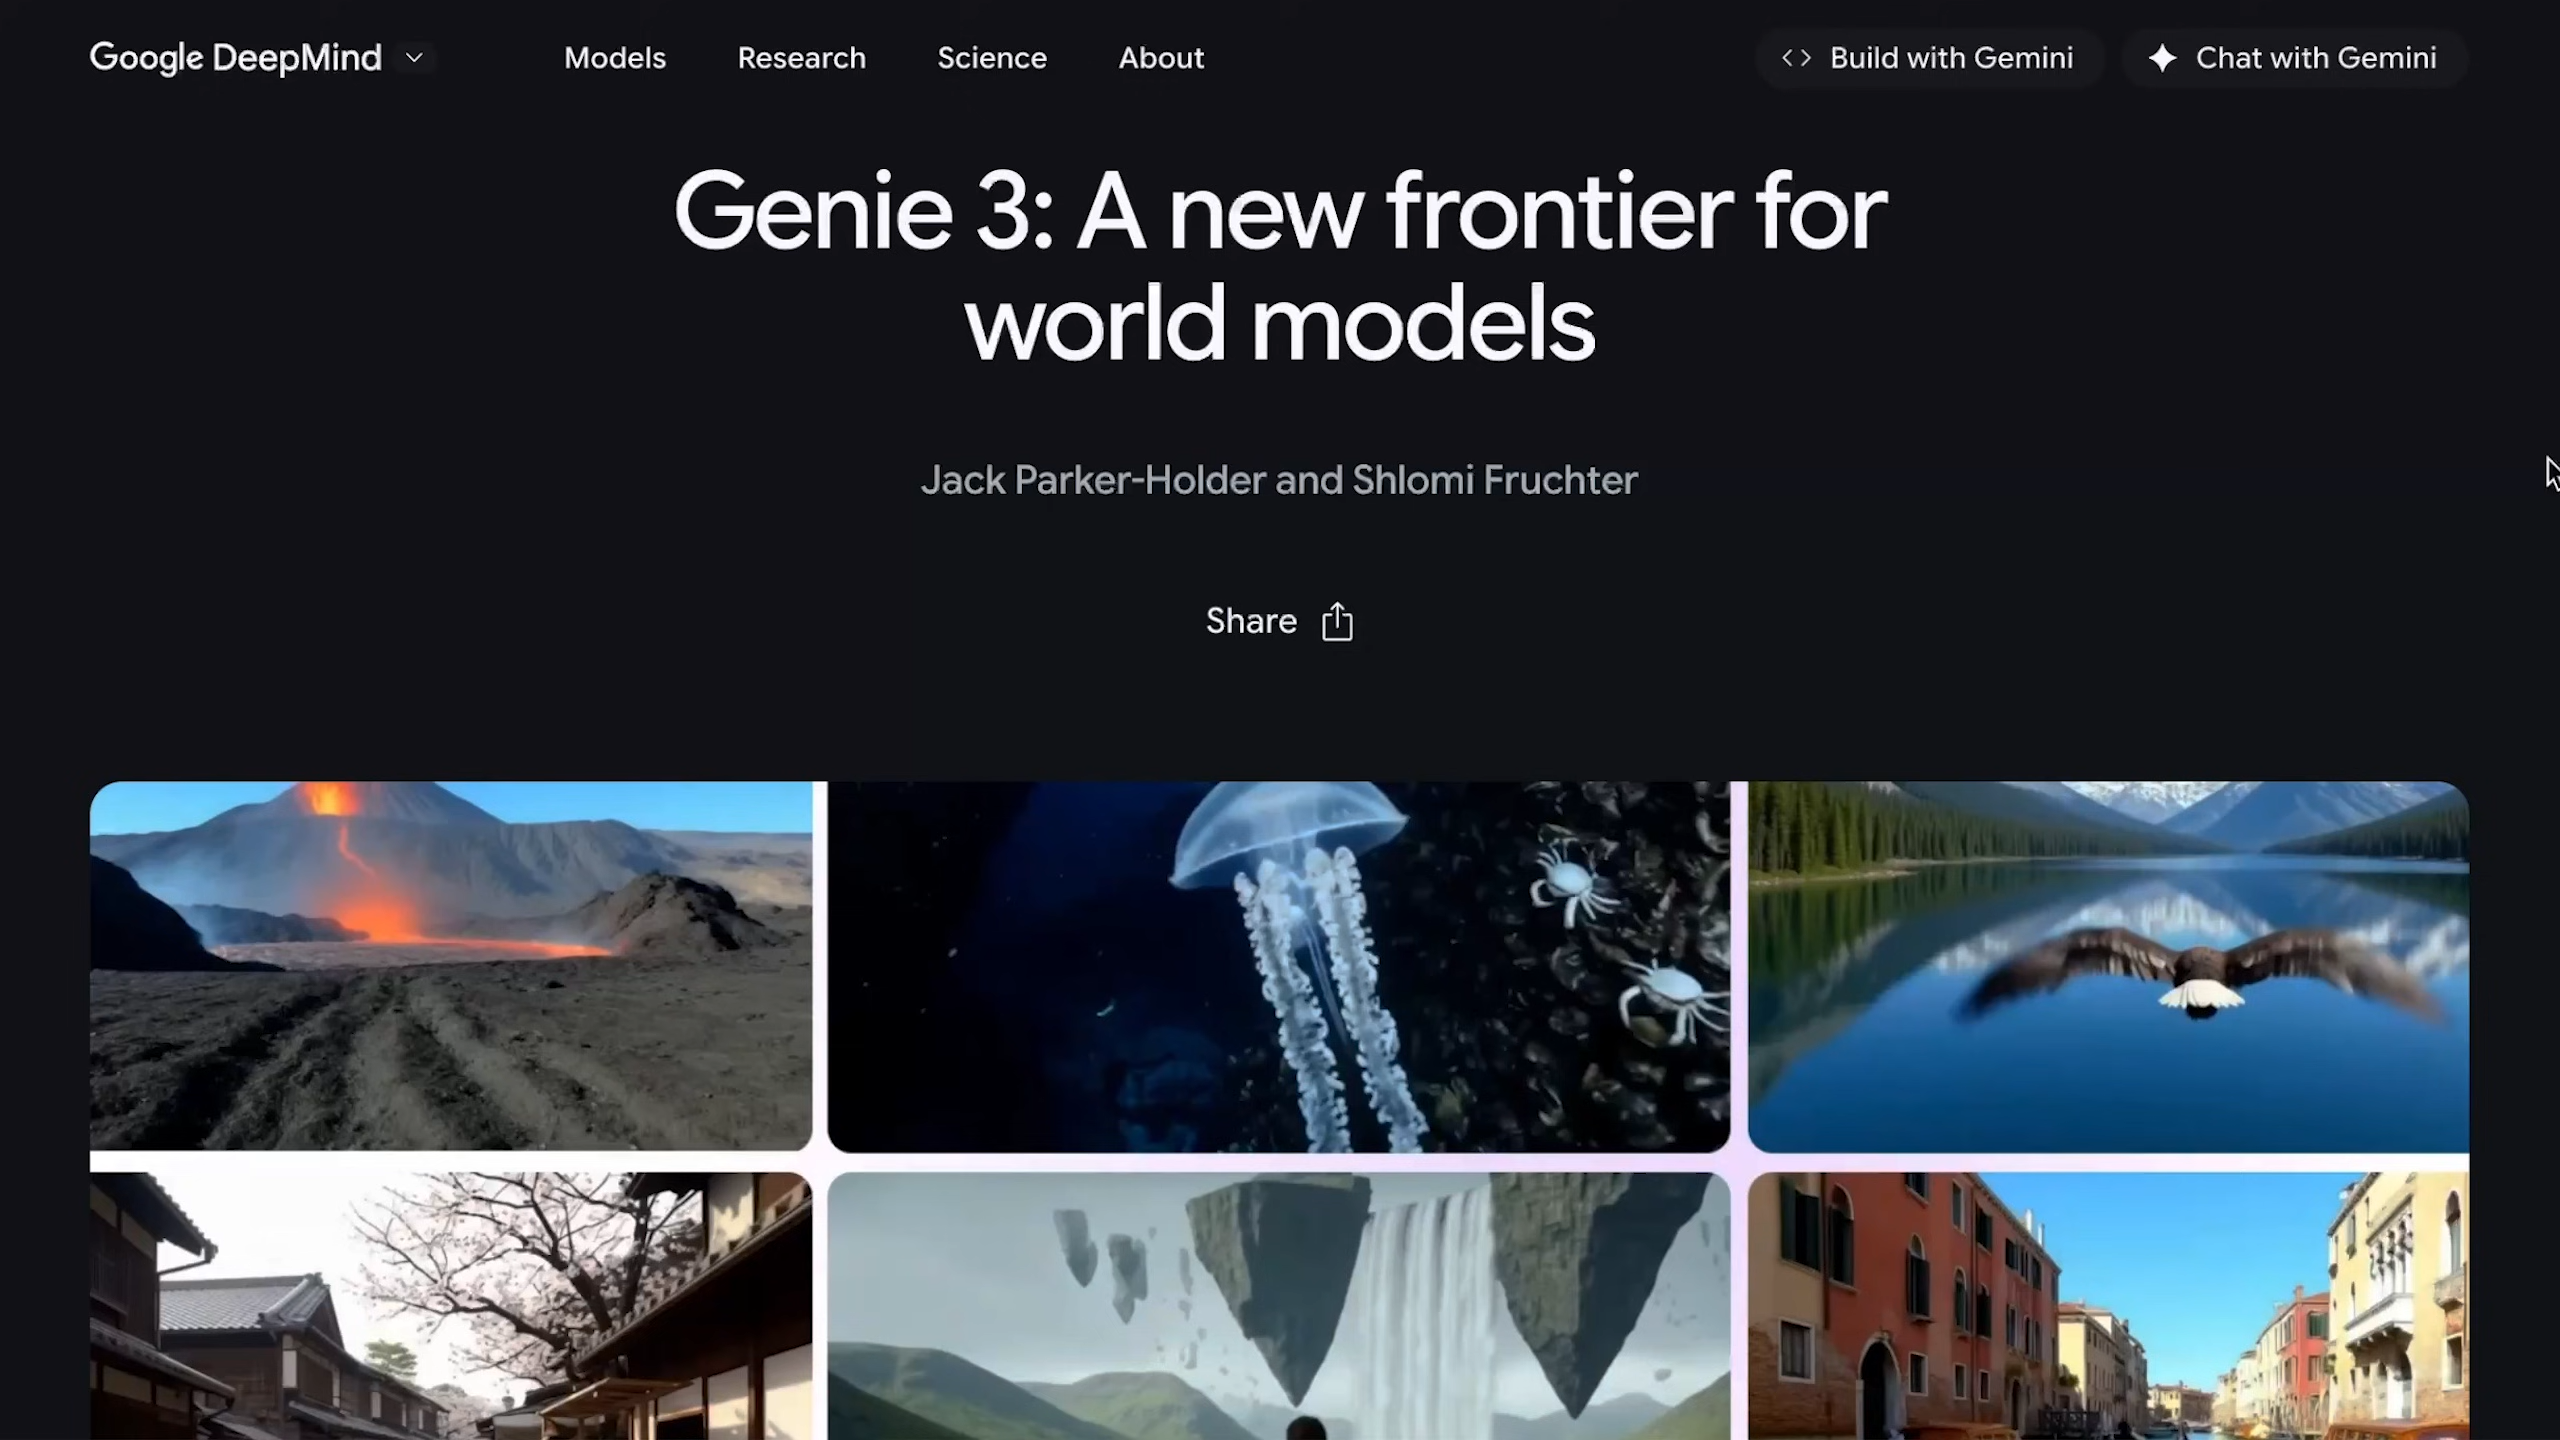 Google DeepMind
Models
Research
Science
About
Build with Gemini
Chat with Gemini
Genie 3: A new frontier for
world models
Jack Parker-Holder and Shlomi Fruchter
Share